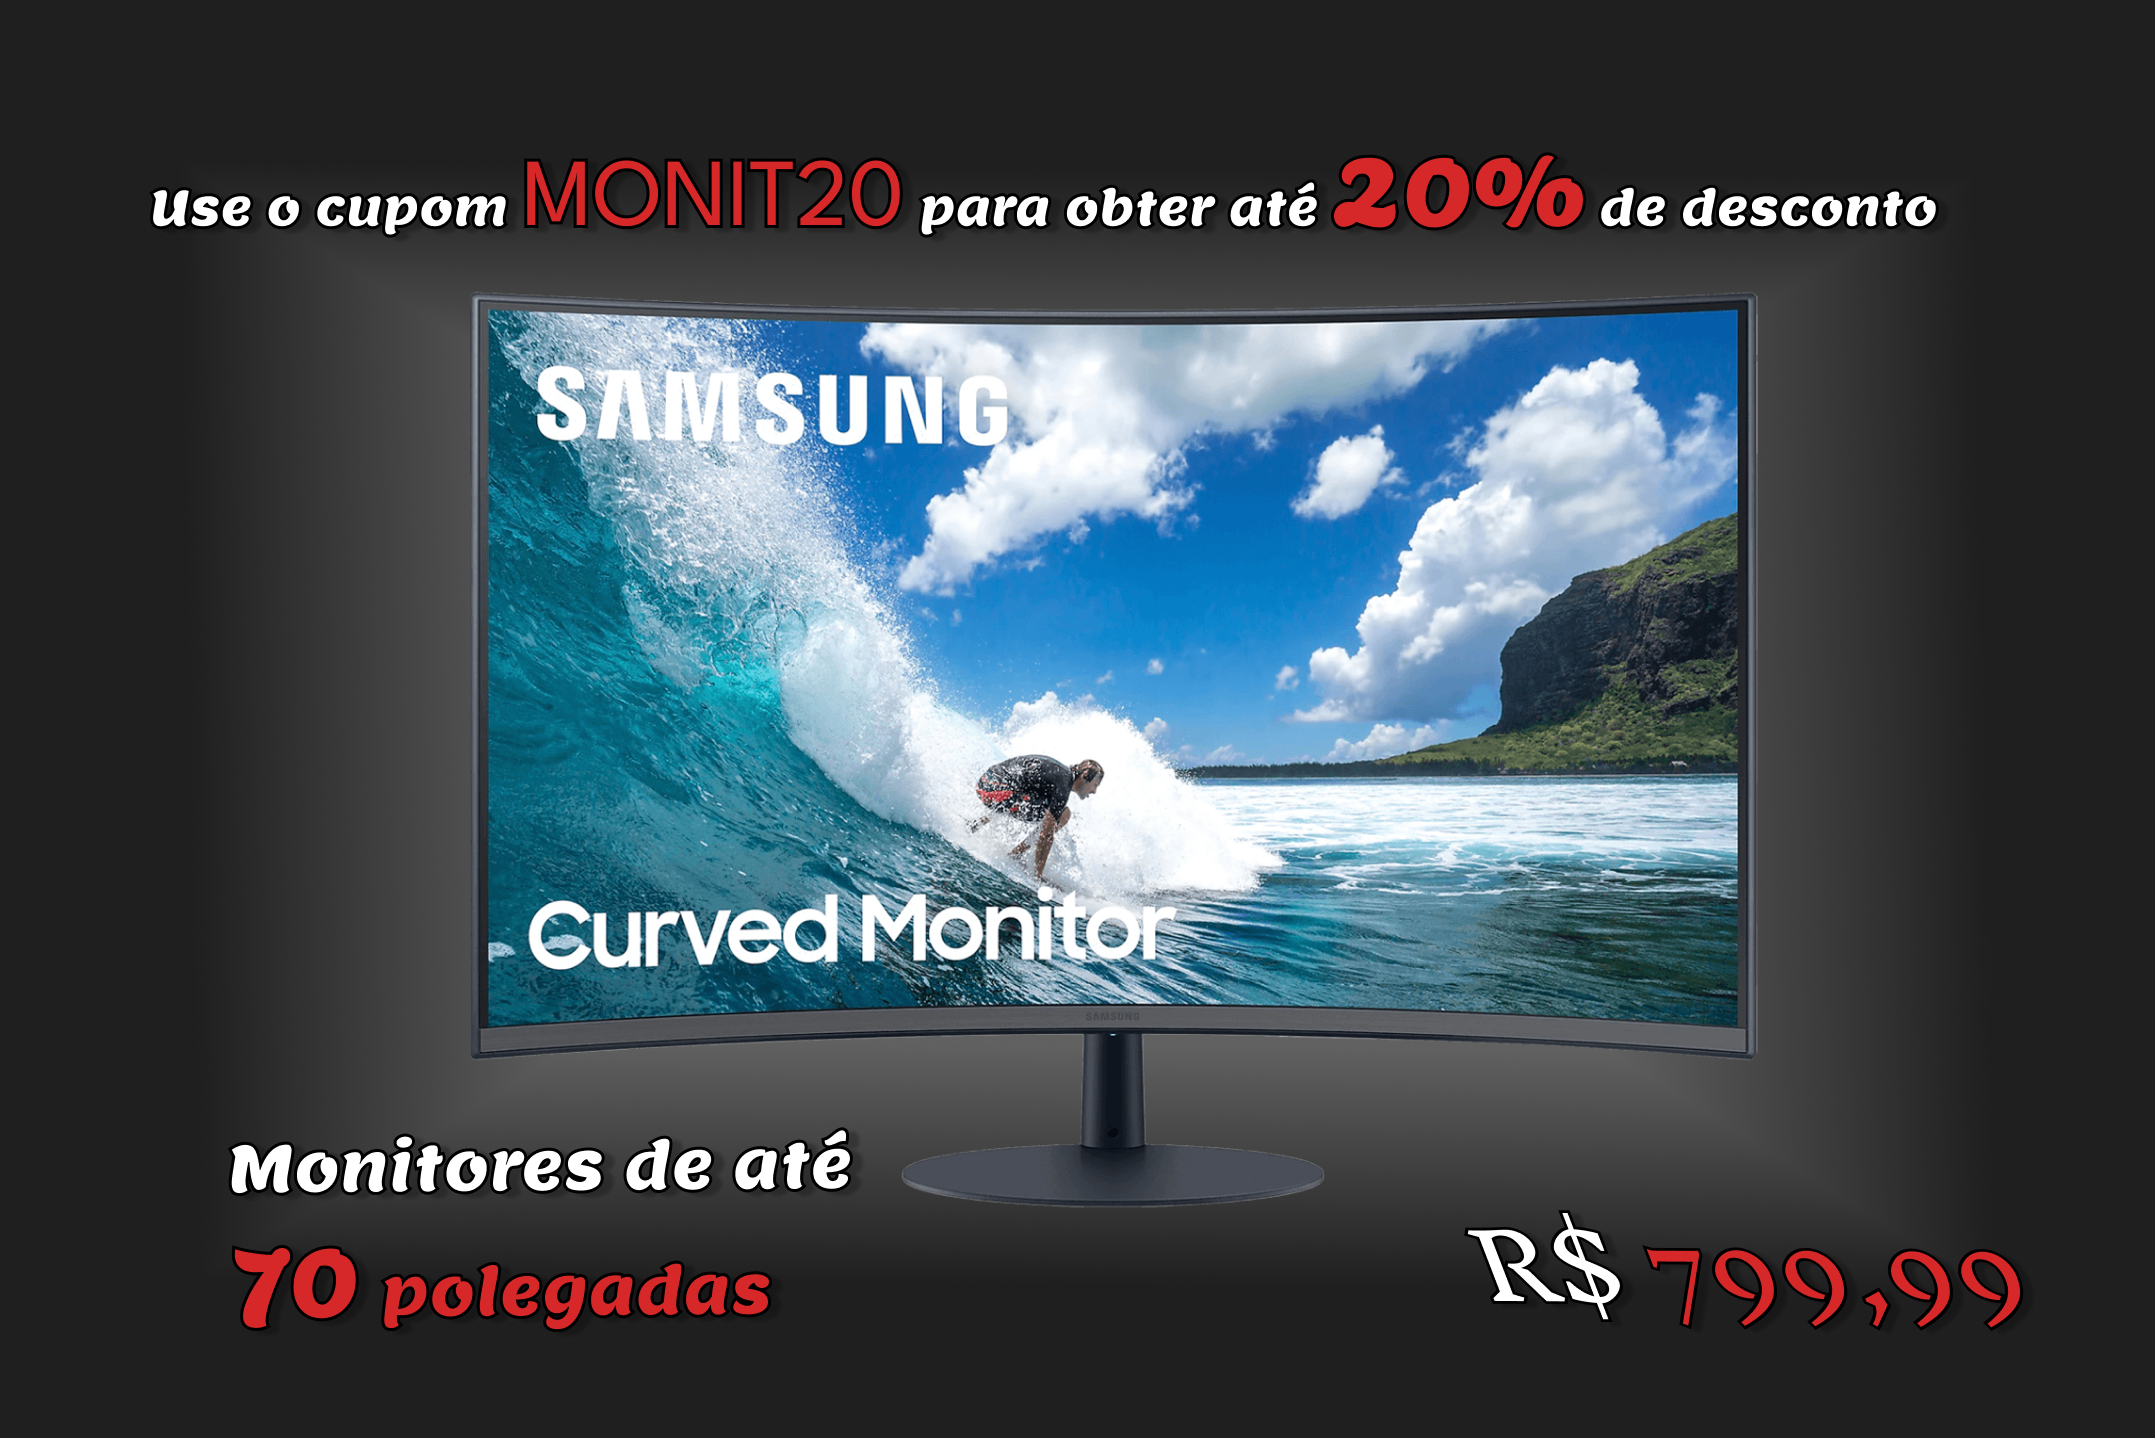 Use o cupom MONIT20 para obter até 20% de desconto
SAMSUNG
Curved Monitor
SAMSUNG
Monitores de até
70 polegadas
R$ 799,99